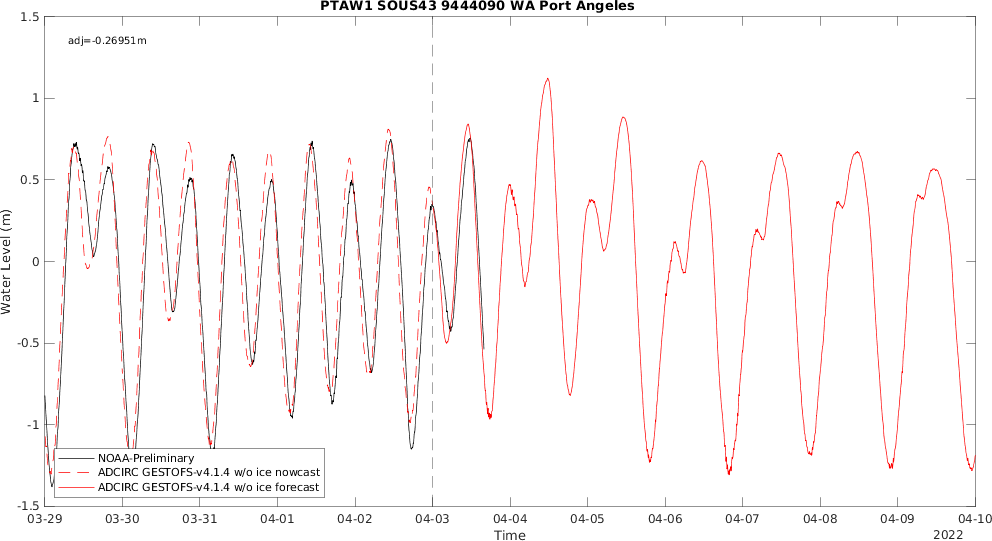 PTAW1 SOUS43 9444090 WA Port Angeles
adj=-0.26951m
Water Level (m)
1.5
1
0.5
0
-0.5
-1
-1.5
NOAA-Preliminary
ADCIRC GESTOFS-v4.1.4 w/o ice nowcast
ADCIRC GESTOFS-v4.1.4 w/o ice forecast
03-29 03-30 03-31 04-01 04-02 04-03 04-04 04-05 04-06 04-07 04-08 04-09 04-10
Time
2022